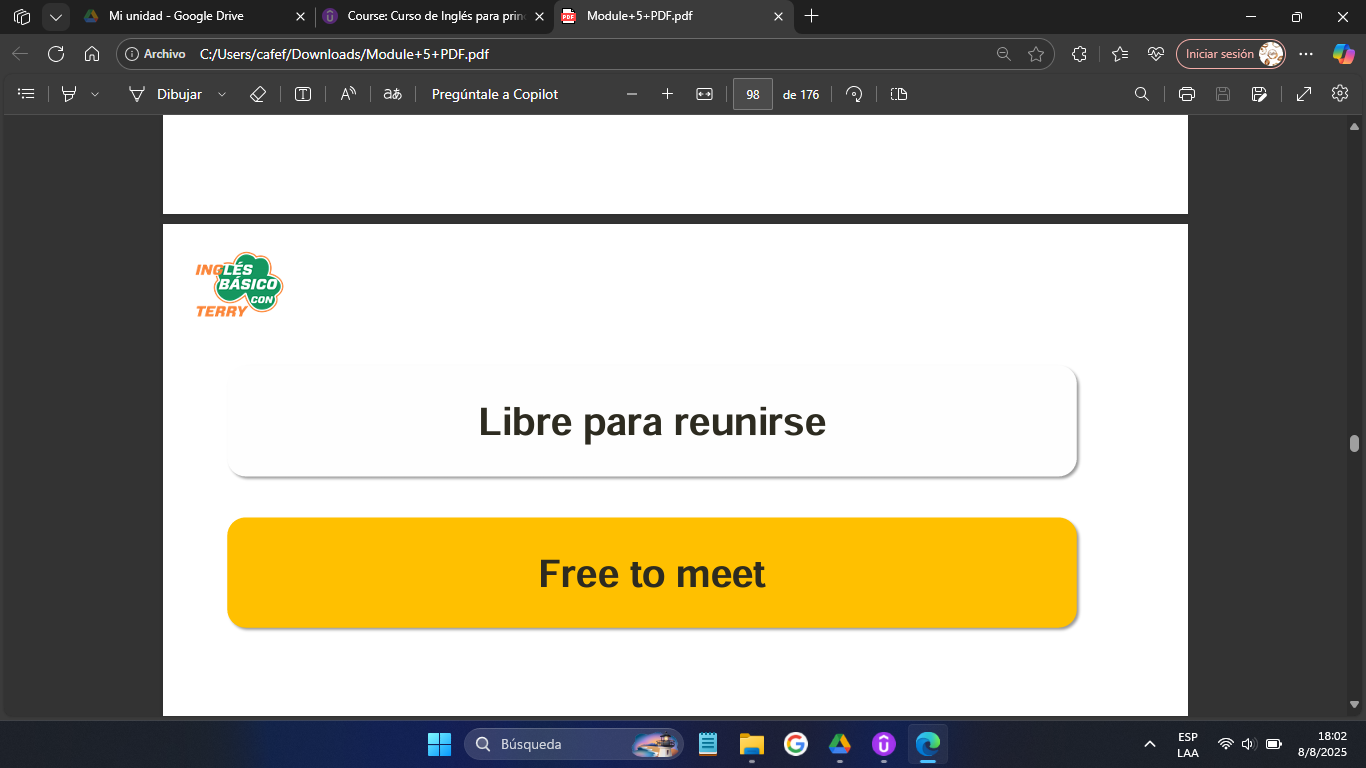 Mi unidad - Google Drive
Course: Curso de Inglés para prin
Module+5+PDF.pdf
Archivo
C:/Users/cafef/Downloads/Module+5+PDF.pdf
Iniciar sesión
Dibujar
Pregúntale a Copilot
98
de 176
INGLÉS
BÁSICO
CON
TERRY
Libre para reunirse
Free to meet
Búsqueda
ESP
LAA
18:02
8/8/2025